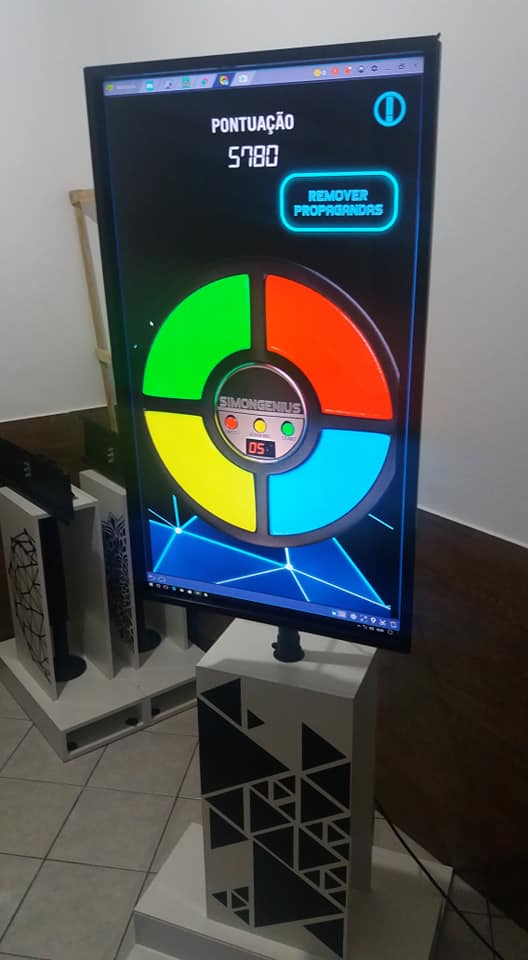 PONTUAÇÃO
5780
REMOVER
PROPAGANDAS
SIMONGENIUS
05